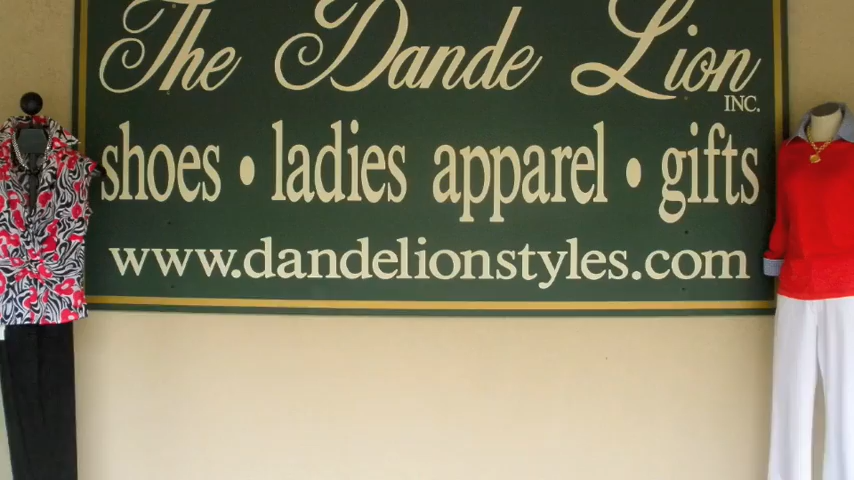 The Dande Lion
INC.
shoes • ladies apparel • gifts
www.dandelionstyles.com